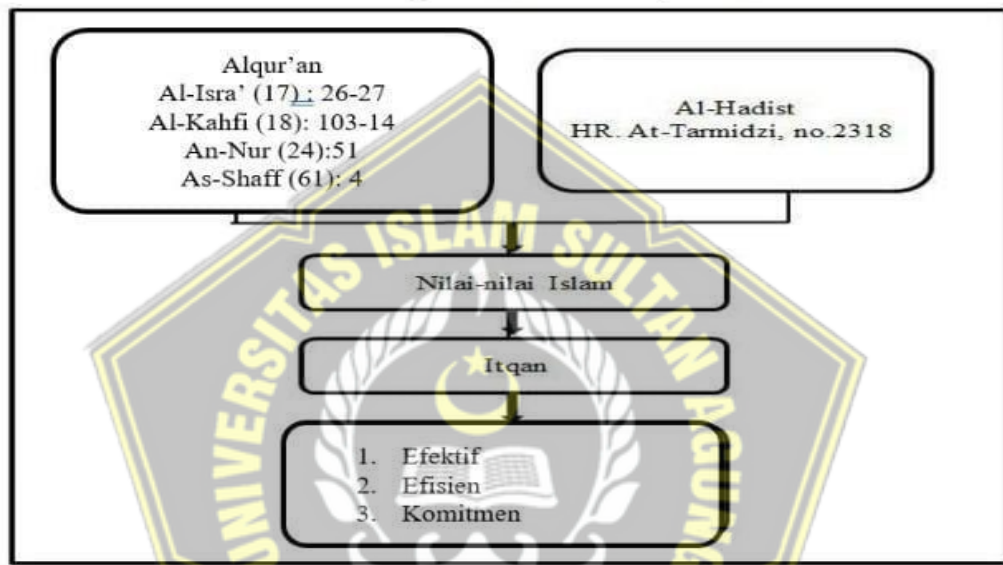 Alqur’an
Al-Isra’ (17) : 26-27
Al-Kahfi (18): 103-14
An-Nur (24):51
As-Shaff (61): 4
Al-Hadist
HR. At-Tarmidzi, no.2318
Nilai-nilai Islam
Itqan
1. Efektif
2. Efisien
3. Komitmen
UNIVERSITAS ISLAM SULTAN AGUNG